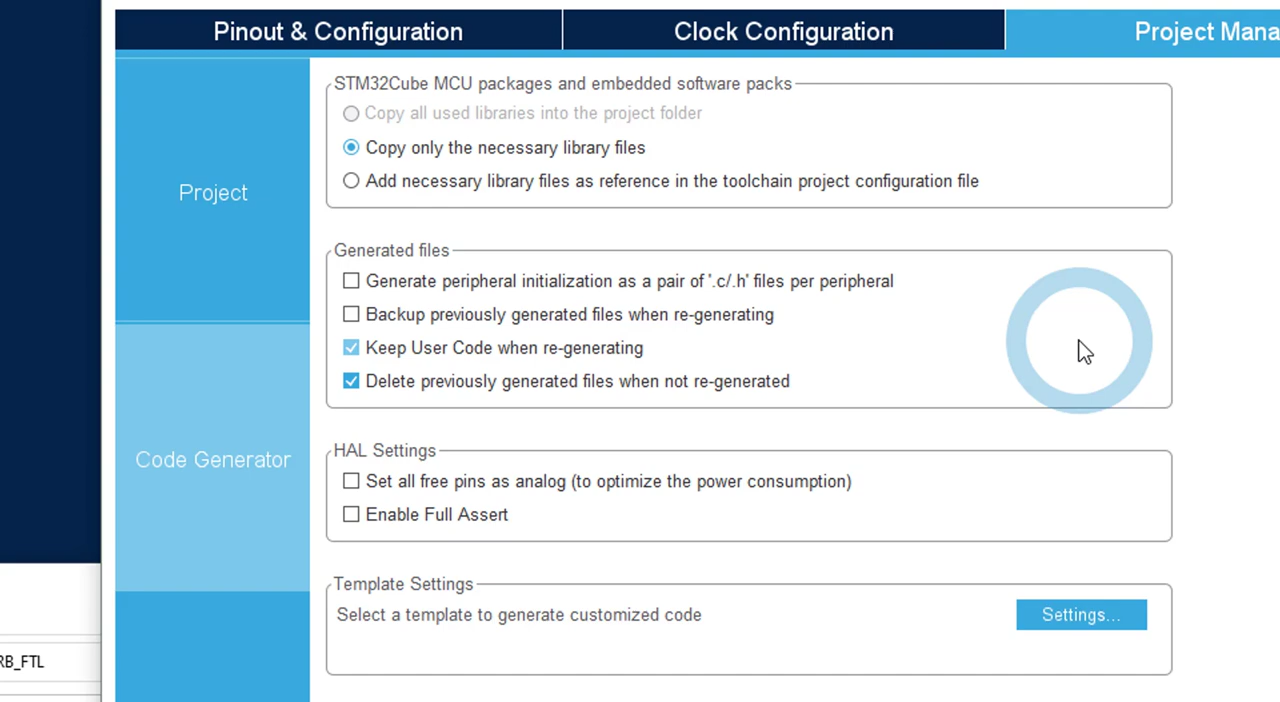 Pinout & Configuration
Clock Configuration
Project Mana
STM32Cube MCU packages and embedded software packs
Copy all used libraries into the project folder
Copy only the necessary library files
Add necessary library files as reference in the toolchain project configuration file
Project
Generated files
Generate peripheral initialization as a pair of '.c/.h' files per peripheral
Backup previously generated files when re-generating
Keep User Code when re-generating
Delete previously generated files when not re-generated
Code Generator
HAL Settings
Set all free pins as analog (to optimize the power consumption)
Enable Full Assert
Template Settings
Select a template to generate customized code
Settings...
RB_FTL